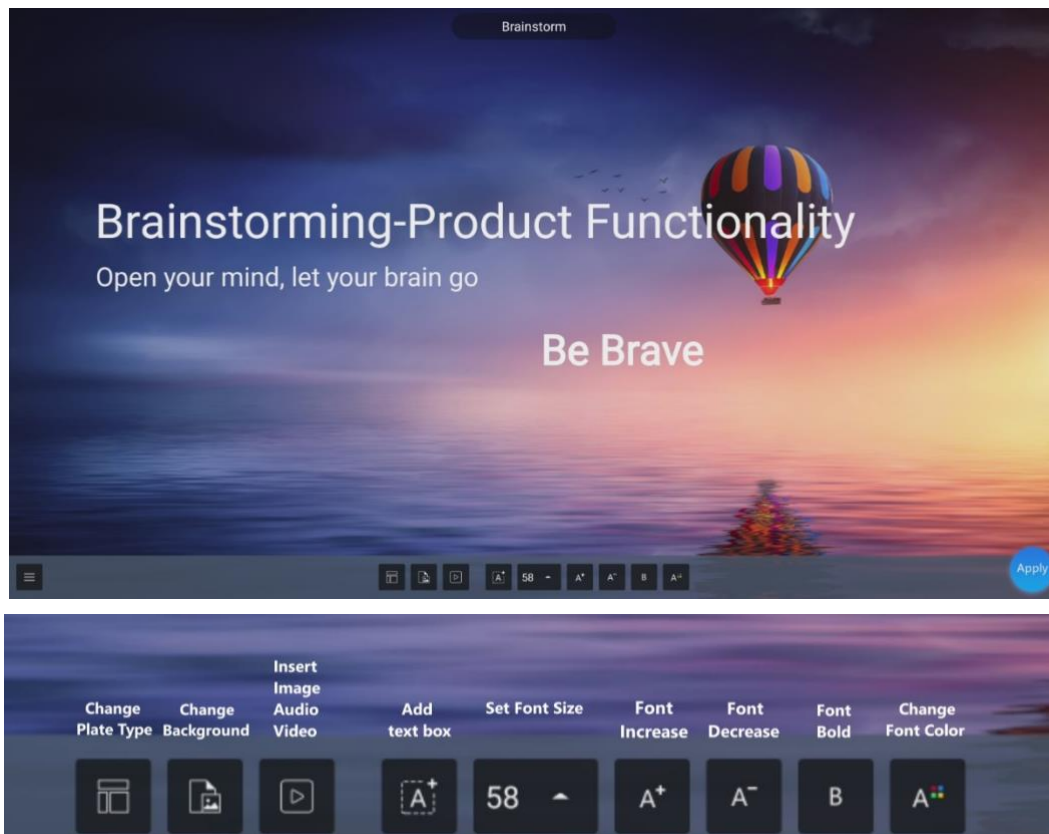 Brainstorm
Brainstorming-Product Functionality
Open your mind, let your brain go
Be Brave
A+ 58 A+ A- B A
Apply
Change Plate Type
Change Background
Insert Image Audio Video
Add text box
Set Font Size
Font Increase
Font Decrease
Font Bold
Change Font Color
A+ 58 A+ A- B A